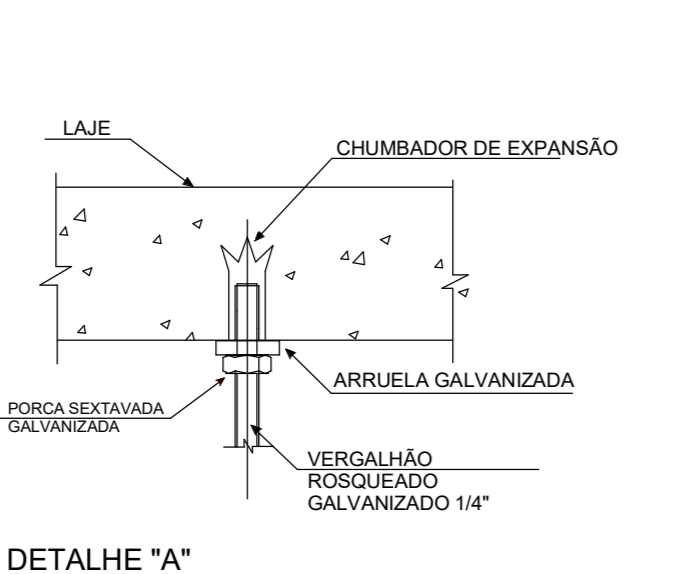 LAJE
CHUMBADOR DE EXPANSÃO
ARRUELA GALVANIZADA
PORCA SEXTAVADA
GALVANIZADA
VERGALHÃO
ROSQUEADO
GALVANIZADO 1/4"
DETALHE "A"